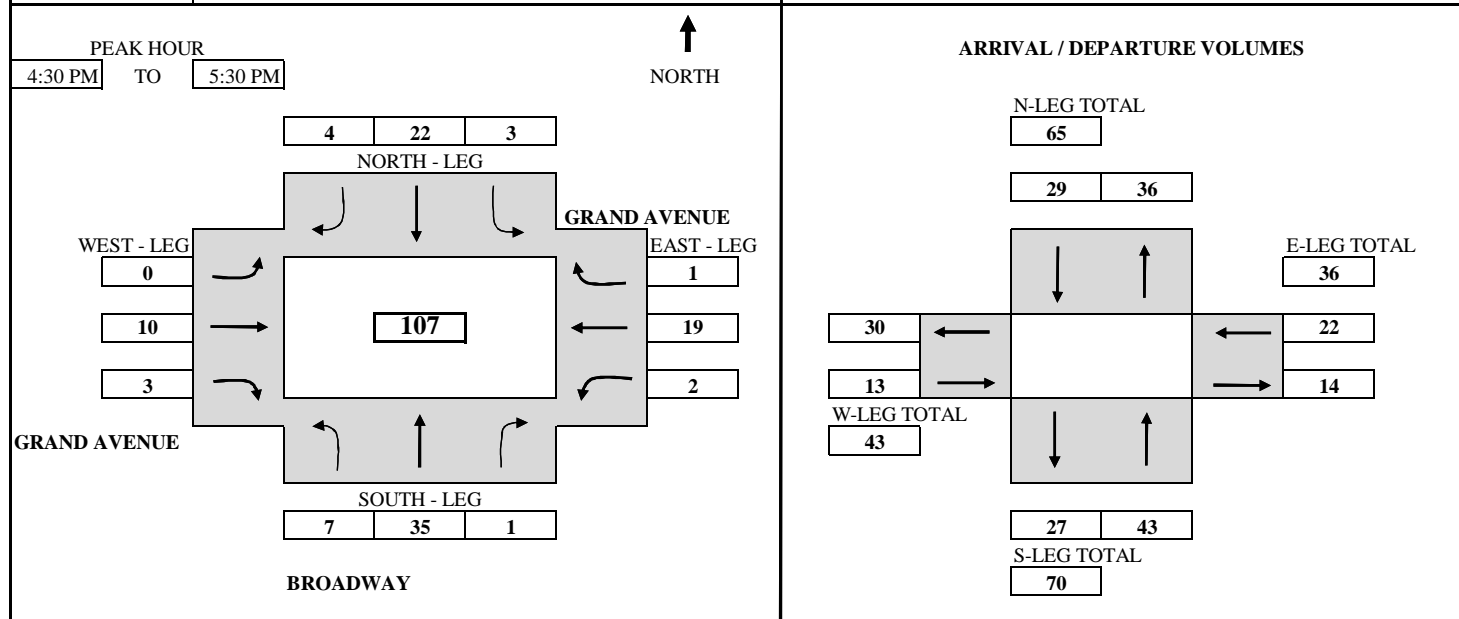 PEAK HOUR
4:30 PM TO 5:30 PM
NORTH
4 22 3
NORTH - LEG
GRAND AVENUE
WEST - LEG
EAST - LEG
0
1
10
107
19
3
2
GRAND AVENUE
SOUTH - LEG
7 35 1
BROADWAY
ARRIVAL / DEPARTURE VOLUMES
N-LEG TOTAL
65
29 36
E-LEG TOTAL
36
30
22
13
14
W-LEG TOTAL
43
27 43
S-LEG TOTAL
70